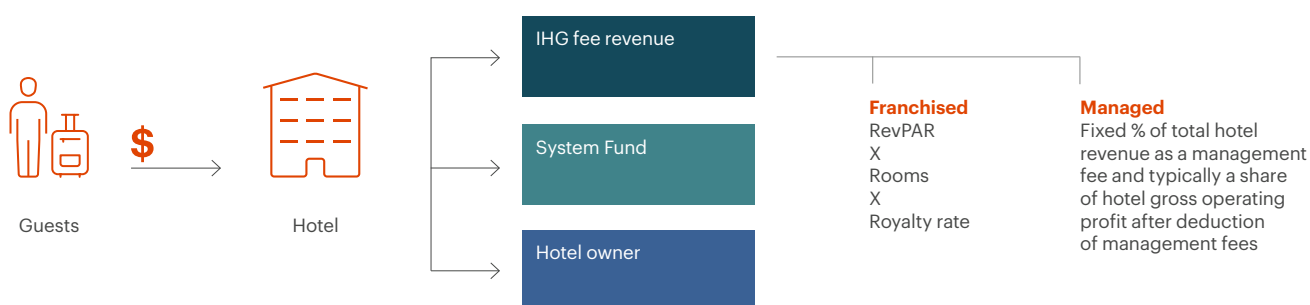 Guests
$
Hotel
IHG fee revenue
System Fund
Hotel owner
Franchised
RevPAR
X
Rooms
X
Royalty rate
Managed
Fixed % of total hotel
revenue as a management
fee and typically a share
of hotel gross operating
profit after deduction
of management fees